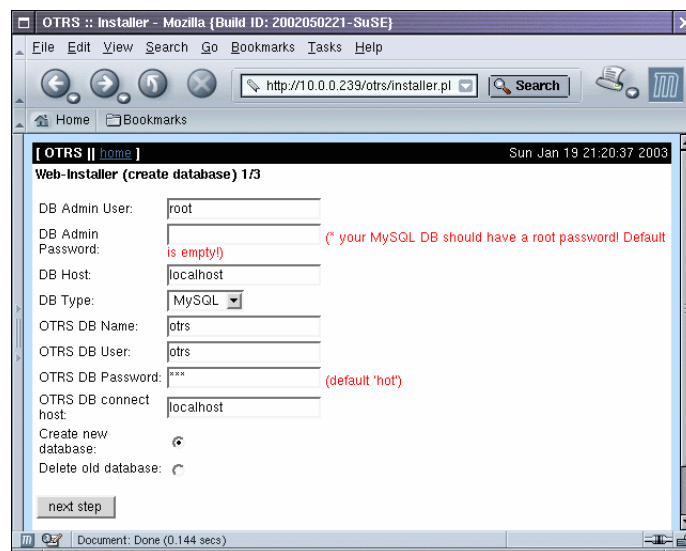 OTRS :: Installer - Mozilla {Build ID: 2002050221-SuSE}
File Edit View Search Go Bookmarks Tasks Help
http://10.0.0.239/otrs/installer.pl Search
Home Bookmarks
[ OTRS || home ] Sun Jan 19 21:20:37 2003
Web-Installer (create database) 1/3
DB Admin User: root
DB Admin
Password: (* your MySQL DB should have a root password! Default
is empty!)
DB Host: localhost
DB Type: MySQL
OTRS DB Name: otrs
OTRS DB User: otrs
OTRS DB Password: *** (default 'hot')
OTRS DB connect
host: localhost
Create new
database:
Delete old database:
next step
Document: Done (0.144 secs)